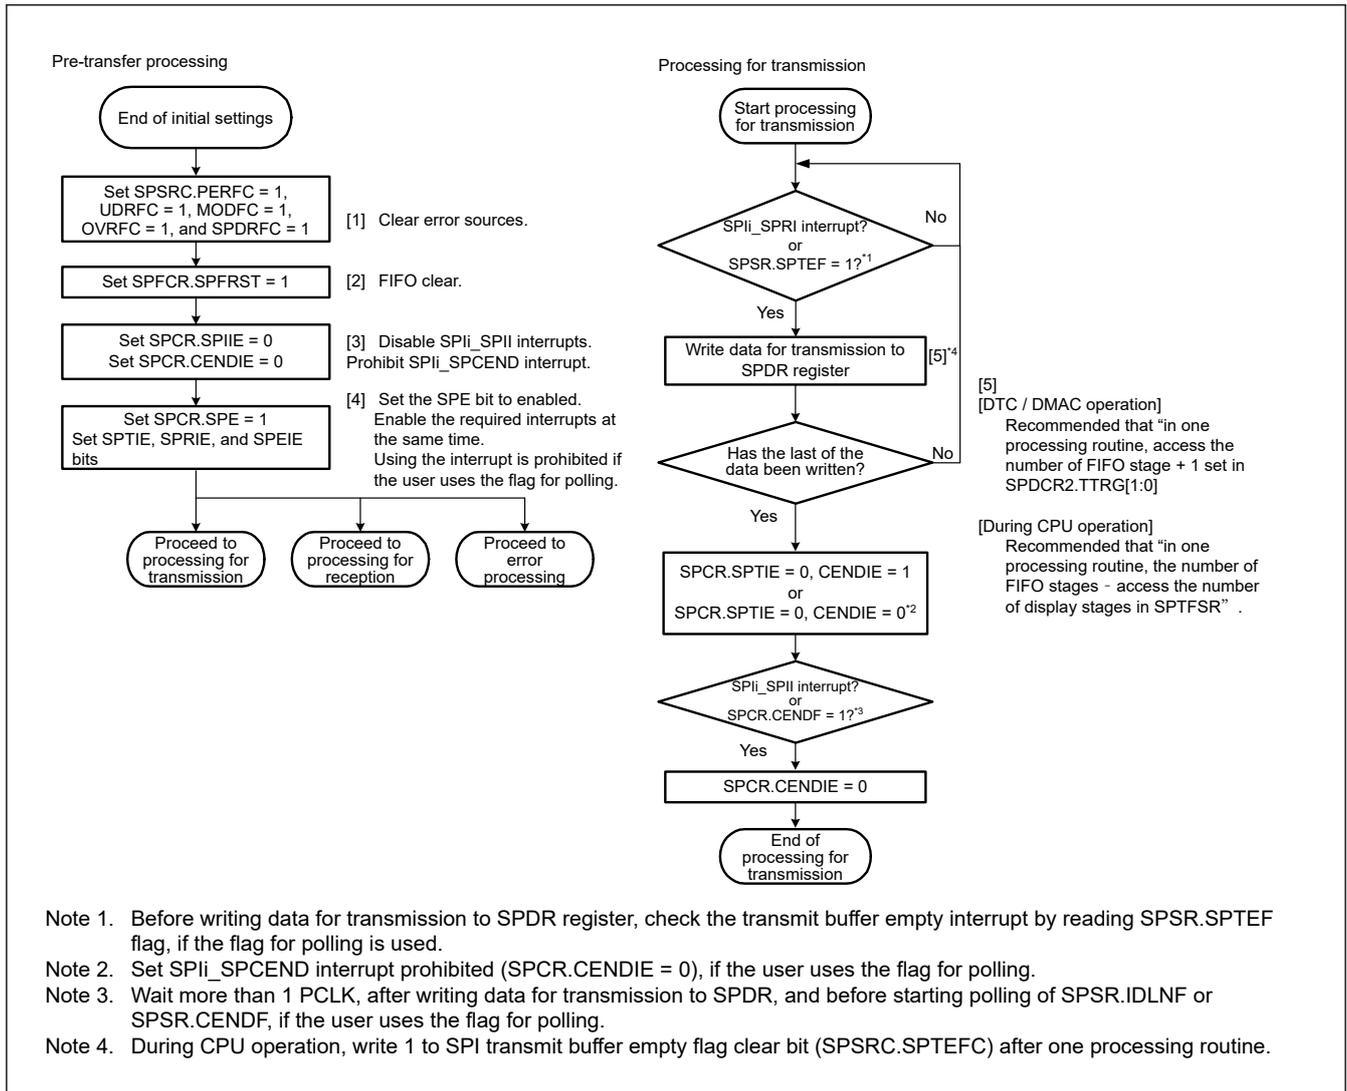 Pre-transfer processing
End of initial settings
Set SPSRC.PERFC = 1,
UDRFC = 1, MODFC = 1,
OVRFC = 1, and SPDRFC = 1
[1] Clear error sources.
Set SPFCR.SPFRST = 1
[2] FIFO clear.
Set SPCR.SPIIE = 0
Set SPCR.CENDIE = 0
[3] Disable SPIi_SPII interrupts.
Prohibit SPIi_SPCEND interrupt.
Set SPCR.SPE = 1
Set SPTIE, SPRIE, and SPEIE
bits
[4] Set the SPE bit to enabled.
Enable the required interrupts at
the same time.
Using the interrupt is prohibited if
the user uses the flag for polling.
Proceed to
processing for
transmission
Proceed to
processing for
reception
Proceed to
error
processing
Processing for transmission
Start processing
for transmission
SPIi_SPRI interrupt?
or
SPSR.SPTEF = 1?*1
No
Yes
Write data for transmission to
SPDR register
[5]*4
Has the last of the
data been written?
No
Yes
SPCR.SPTIE = 0, CENDIE = 1
or
SPCR.SPTIE = 0, CENDIE = 0*2
SPIi_SPII interrupt?
or
SPCR.CENDF = 1?*3
Yes
SPCR.CENDIE = 0
End of
processing for
transmission
[5]
[DTC / DMAC operation]
Recommended that “in one
processing routine, access the
number of FIFO stage + 1 set in
SPDCR2.TTRG[1:0]
[During CPU operation]
Recommended that “in one
processing routine, the number of
FIFO stages - access the number
of display stages in SPTFSR” .
Note 1. Before writing data for transmission to SPDR register, check the transmit buffer empty interrupt by reading SPSR.SPTEF
flag, if the flag for polling is used.
Note 2. Set SPIi_SPCEND interrupt prohibited (SPCR.CENDIE = 0), if the user uses the flag for polling.
Note 3. Wait more than 1 PCLK, after writing data for transmission to SPDR, and before starting polling of SPSR.IDLNF or
SPSR.CENDF, if the user uses the flag for polling.
Note 4. During CPU operation, write 1 to SPI transmit buffer empty flag clear bit (SPSRC.SPTEFC) after one processing routine.